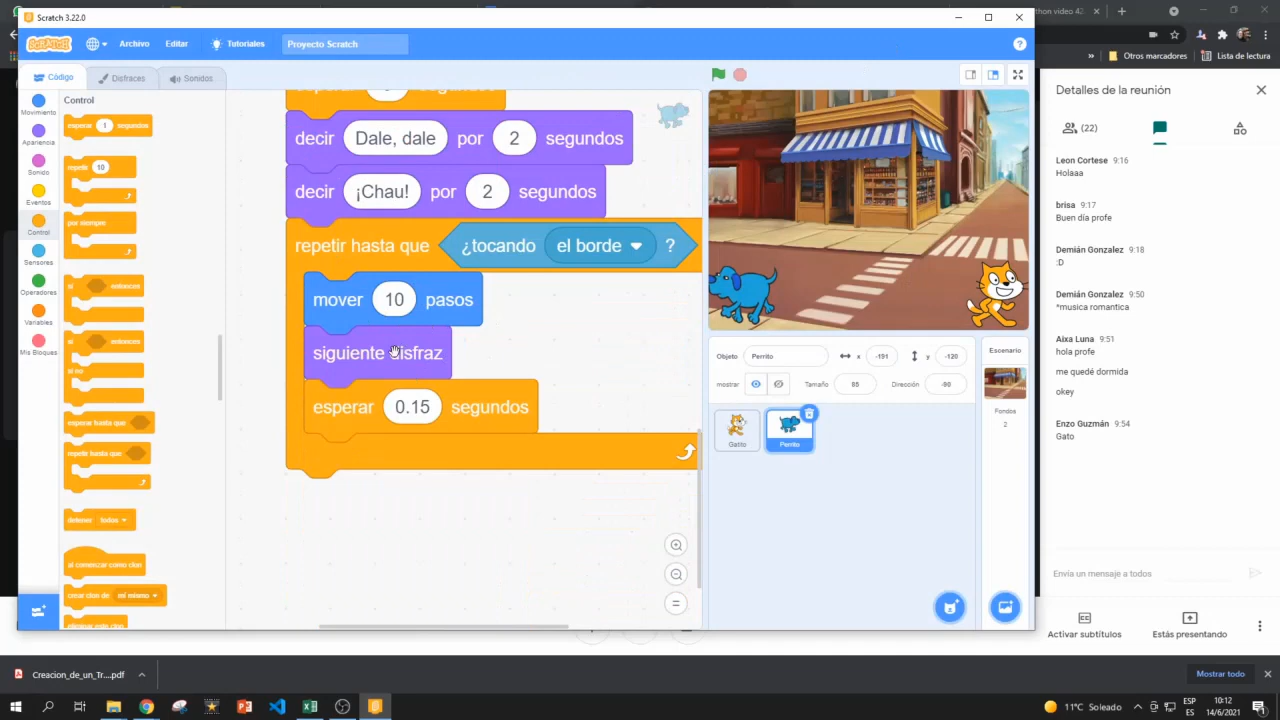 Scratch 3.22.0
SCRATCH
Archivo
Editar
Tutoriales
Proyecto Scratch
Código
Disfraces
Sonidos
Movimiento
Apariencia
Sonido
Eventos
Control
Sensores
Operadores
Variables
Mis Bloques
Control
esperar 1 segundos
repetir 10
por siempre
si entonces
si entonces
si no
esperar hasta que
repetir hasta que
detener todos
al comenzar como clon
crear clon de mí mismo
eliminar este clon
decir Dale, dale por 2 segundos
decir ¡Chau! por 2 segundos
repetir hasta que ¿tocando el borde ?
mover 10 pasos
siguiente disfraz
esperar 0.15 segundos
Objeto Perrito x -191 y -120
mostrar Tamaño 85 Dirección -90
Gatito
Perrito
Escenario
Fondos
2
ython video 43
Otros marcadores
Lista de lectura
Detalles de la reunión
(22)
Leon Cortese 9:16
Holaaa
brisa 9:17
Buen día profe
Demián Gonzalez 9:18
:D
Demián Gonzalez 9:50
*musica romantica
Aixa Luna 9:51
hola profe
me quedé dormida
okey
Enzo Guzmán 9:54
Gato
Envía un mensaje a todos
Activar subtítulos
Estás presentando
Creacion_de_un_Tr....pdf
Mostrar todo
11°C Soleado
ESP
ES
10:12
14/6/2021